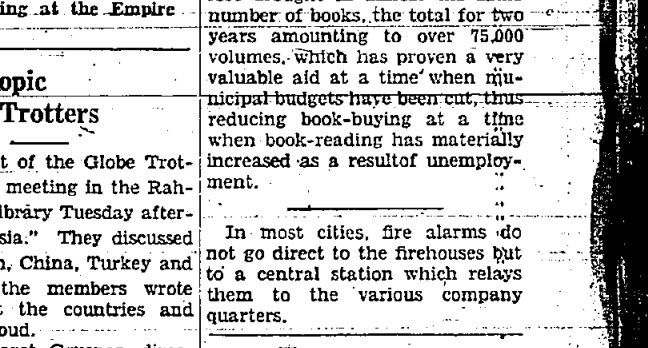 ing at the Empire
opic
Trotters
t of the Globe Trot-
meeting in the Rah-
library Tuesday after-
sia." They discussed
n, China, Turkey and
the members wrote
the countries and
oud.
number of books, the total for two
years amounting to over 75,000
volumes, which has proven a very
valuable aid at a time when mu-
nicipal budgets have been cut, thus
reducing book-buying at a time
when book-reading has materially
increased as a resultof unemploy-
ment.
In most cities, fire alarms do
not go direct to the firehouses but
to a central station which relays
them to the various company
quarters.